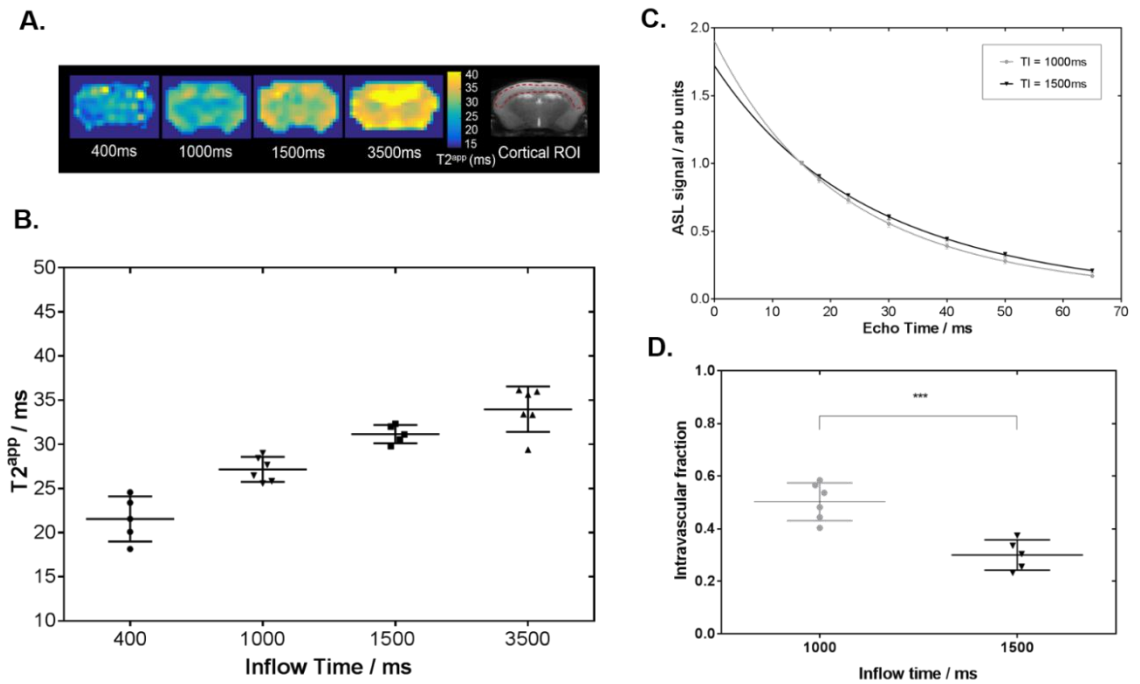 A.
400ms
1000ms
1500ms
3500ms
40
35
30
25
20
15
T2app (ms)
Cortical ROI
B.
50
45
40
35
30
25
20
15
10
T2app / ms
400
1000
1500
3500
Inflow Time / ms
C.
2.0
1.5
1.0
0.5
0.0
ASL signal / arb units
TI = 1000ms
TI = 1500ms
0
10
20
30
40
50
60
70
Echo Time / ms
D.
1.0
0.8
0.6
0.4
0.2
0.0
Intravascular fraction
***
1000
1500
Inflow time / ms